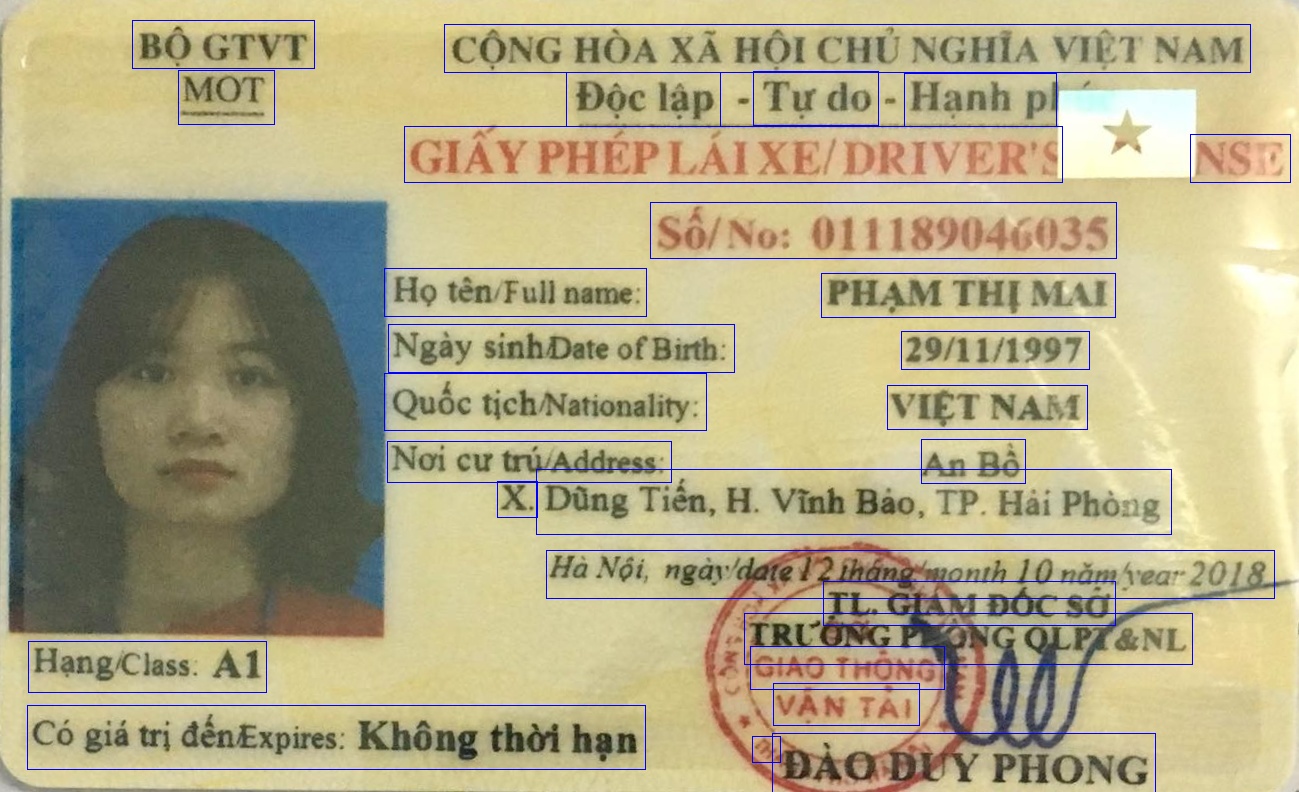 BỘ GTVT
MOT
CỘNG HÒA XÃ HỘI CHỦ NGHĨA VIỆT NAM
Độc lập - Tự do - Hạnh
GIẤY PHÉP LÁI XE/ DRIVER'S NSE
Số/ No: 011189046035
Họ tên/Full name: PHẠM THỊ MAI
Ngày sinh/Date of Birth: 29/11/1997
Quốc tịch/Nationality: VIỆT NAM
Nơi cư trú/Address: An Bồ
X. Dũng Tiến, H. Vĩnh Bảo, TP. Hải Phòng
Hà Nội, ngày/date 12 tháng/month 10 năm/year 2018
TL. GIÁM ĐỐC SỞ
TRƯỞNG PHÒNG QLPT&NL
GIAO THÔNG
VẬN TẢI
ĐÀO DUY PHONG
Hạng/Class: A1
Có giá trị đến/Expires: Không thời hạn